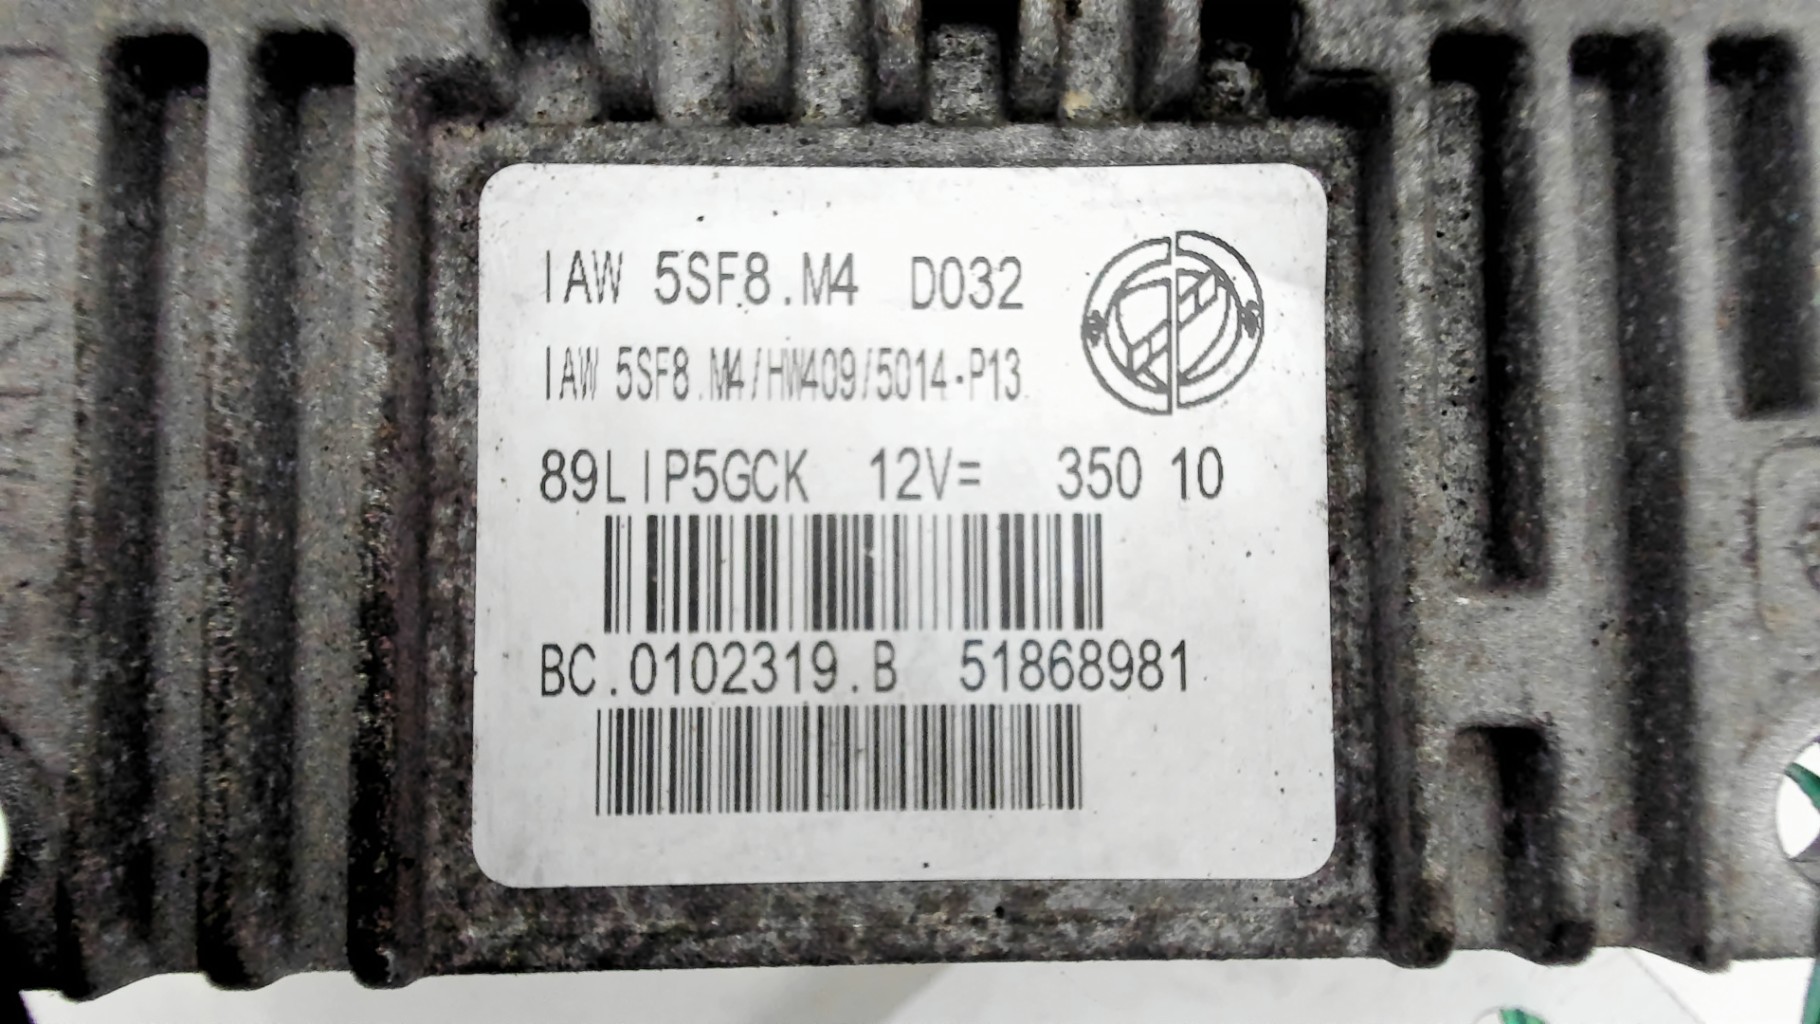 IAW 5SF8.M4 D032
IAW 5SF8.M4/HW409/5014-P13
89LIP5GCK 12V= 350 10
BC.0102319.B 51868981